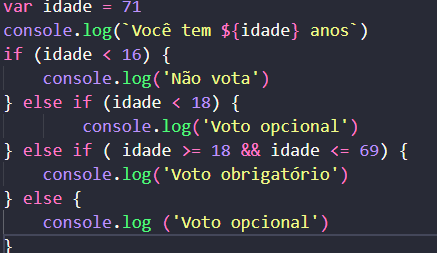 var idade = 71
console.log(`Você tem ${idade} anos`)
if (idade < 16) {
    console.log('Não vota')
} else if (idade < 18) {
        console.log('Voto opcional')
} else if ( idade >= 18 && idade <= 69) {
    console.log('Voto obrigatório')
} else {
    console.log ('Voto opcional')
}